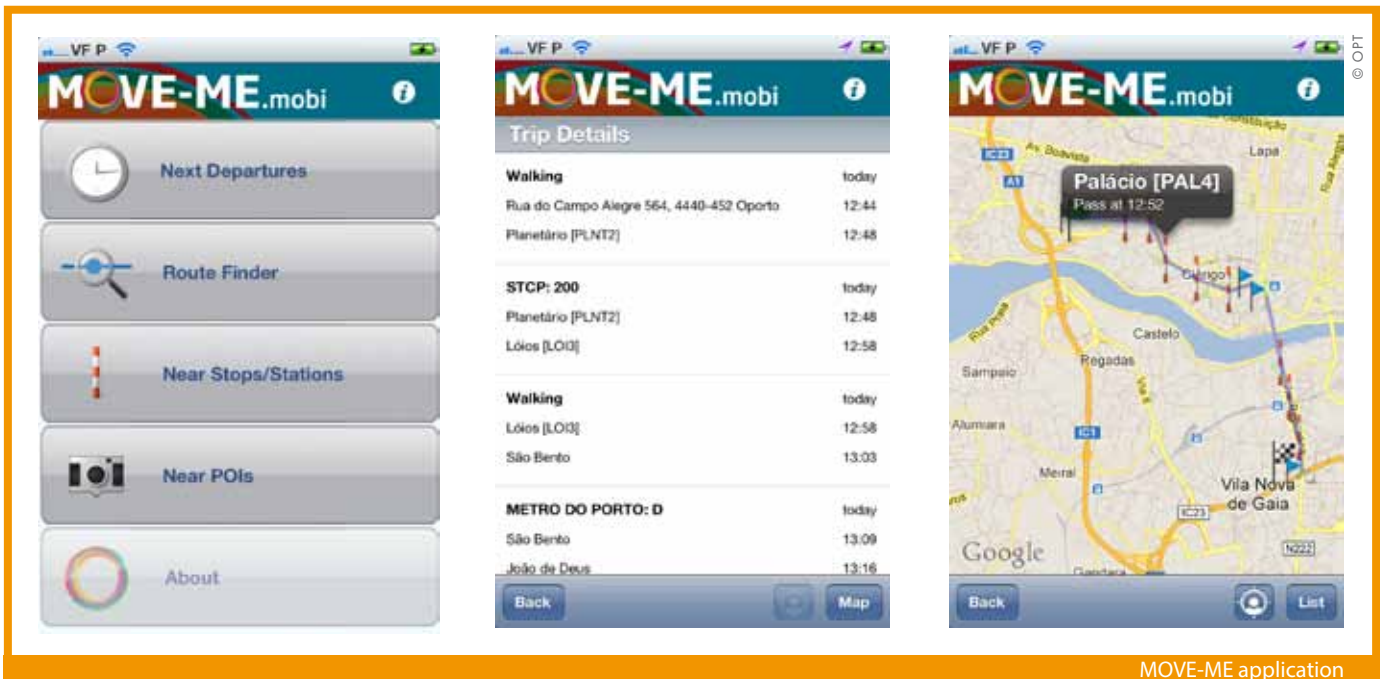 VF P
MOVE-ME.mobi
Next Departures
Route Finder
Near Stops/Stations
Near POIs
About
VF P
MOVE-ME.mobi
Trip Details
Walking today
Rua do Campo Alegre 564, 4440-452 Oporto 12:44
Planetário [PLNT2] 12:48
STCP: 200 today
Planetário [PLNT2] 12:48
Lóios [LOI3] 12:58
Walking today
Lóios [LOI3] 12:58
São Bento 13:03
METRO DO PORTO: D today
São Bento 13:09
João de Deus 13:16
Back Map
VF P
MOVE-ME.mobi
Constituição
IC23
Av. Boavista
Lapa
A1
Palácio [PAL4]
Pass at 12:52
Castelo
Regadas
Sampaio
Alumiara
IC1
Meiral
Vila Nova
de Gaia
IC23
N222
Google
Back List
© OPT
MOVE-ME application